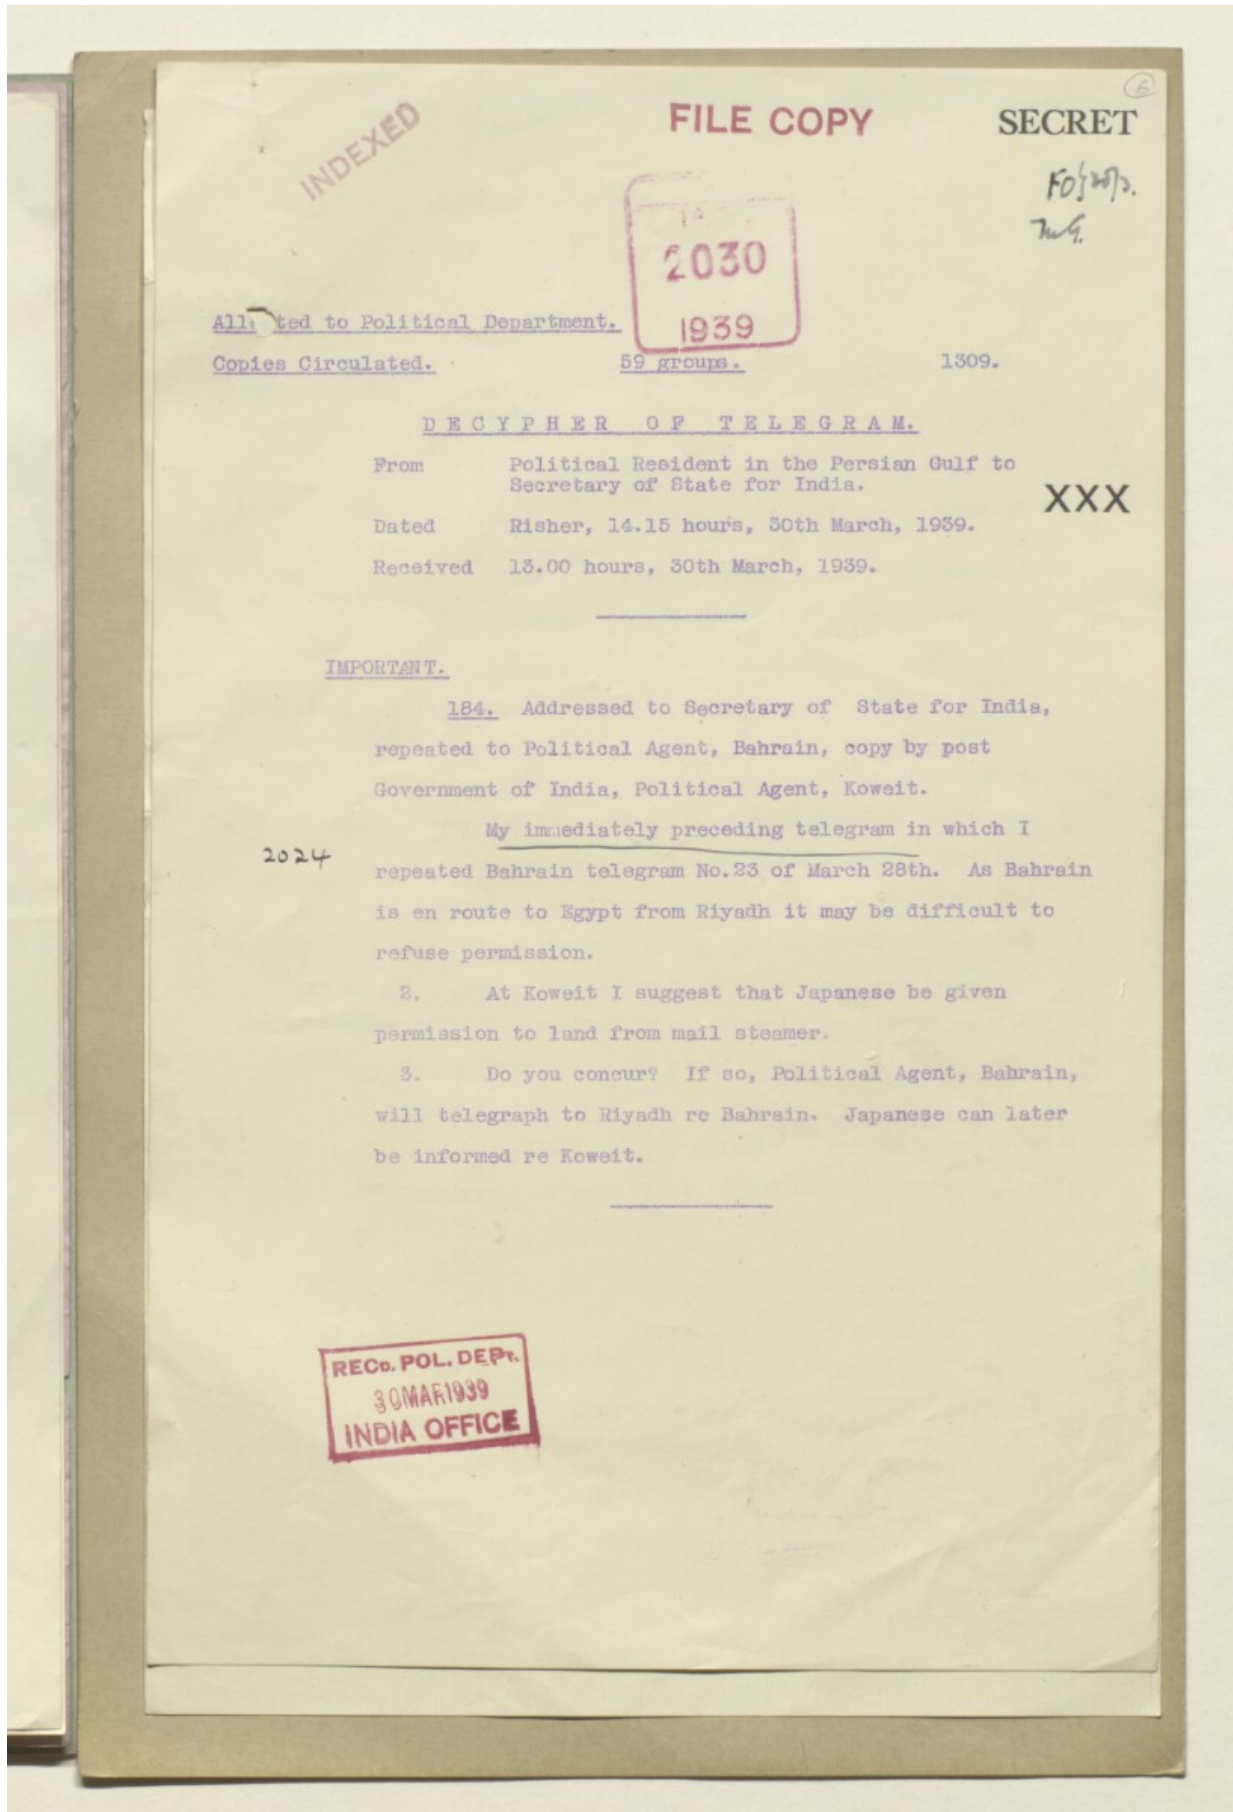 6
INDEXED
FILE COPY
SECRET
2030
1939
Allo ted to Political Department.
Copies Circulated. 59 groups. 1309.
DECYPHER OF TELEGRAM.
From Political Resident in the Persian Gulf to
Secretary of State for India.
XXX
Dated Risher, 14.15 hours, 30th March, 1939.
Received 13.00 hours, 30th March, 1939.
IMPORTANT.
184. Addressed to Secretary of State for India,
repeated to Political Agent, Bahrain, copy by post
Government of India, Political Agent, Koweit.
My immediately preceding telegram in which I
2024
repeated Bahrain telegram No.23 of March 28th. As Bahrain
is en route to Egypt from Riyadh it may be difficult to
refuse permission.
2. At Koweit I suggest that Japanese be given
permission to land from mail steamer.
3. Do you concur? If so, Political Agent, Bahrain,
will telegraph to Riyadh re Bahrain. Japanese can later
be informed re Koweit.
RECD. POL. DEPT.
30MAR1939
INDIA OFFICE